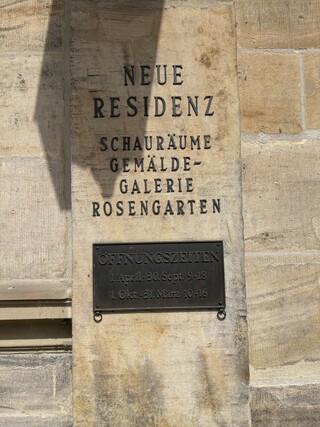 NEUE
RESIDENZ
SCHAURÄUME
GEMÄLDE-
GALERIE
ROSENGARTEN
ÖFFNUNGSZEITEN
1. April-30. Sept. 9-18
1. Okt.-31. März 10-16